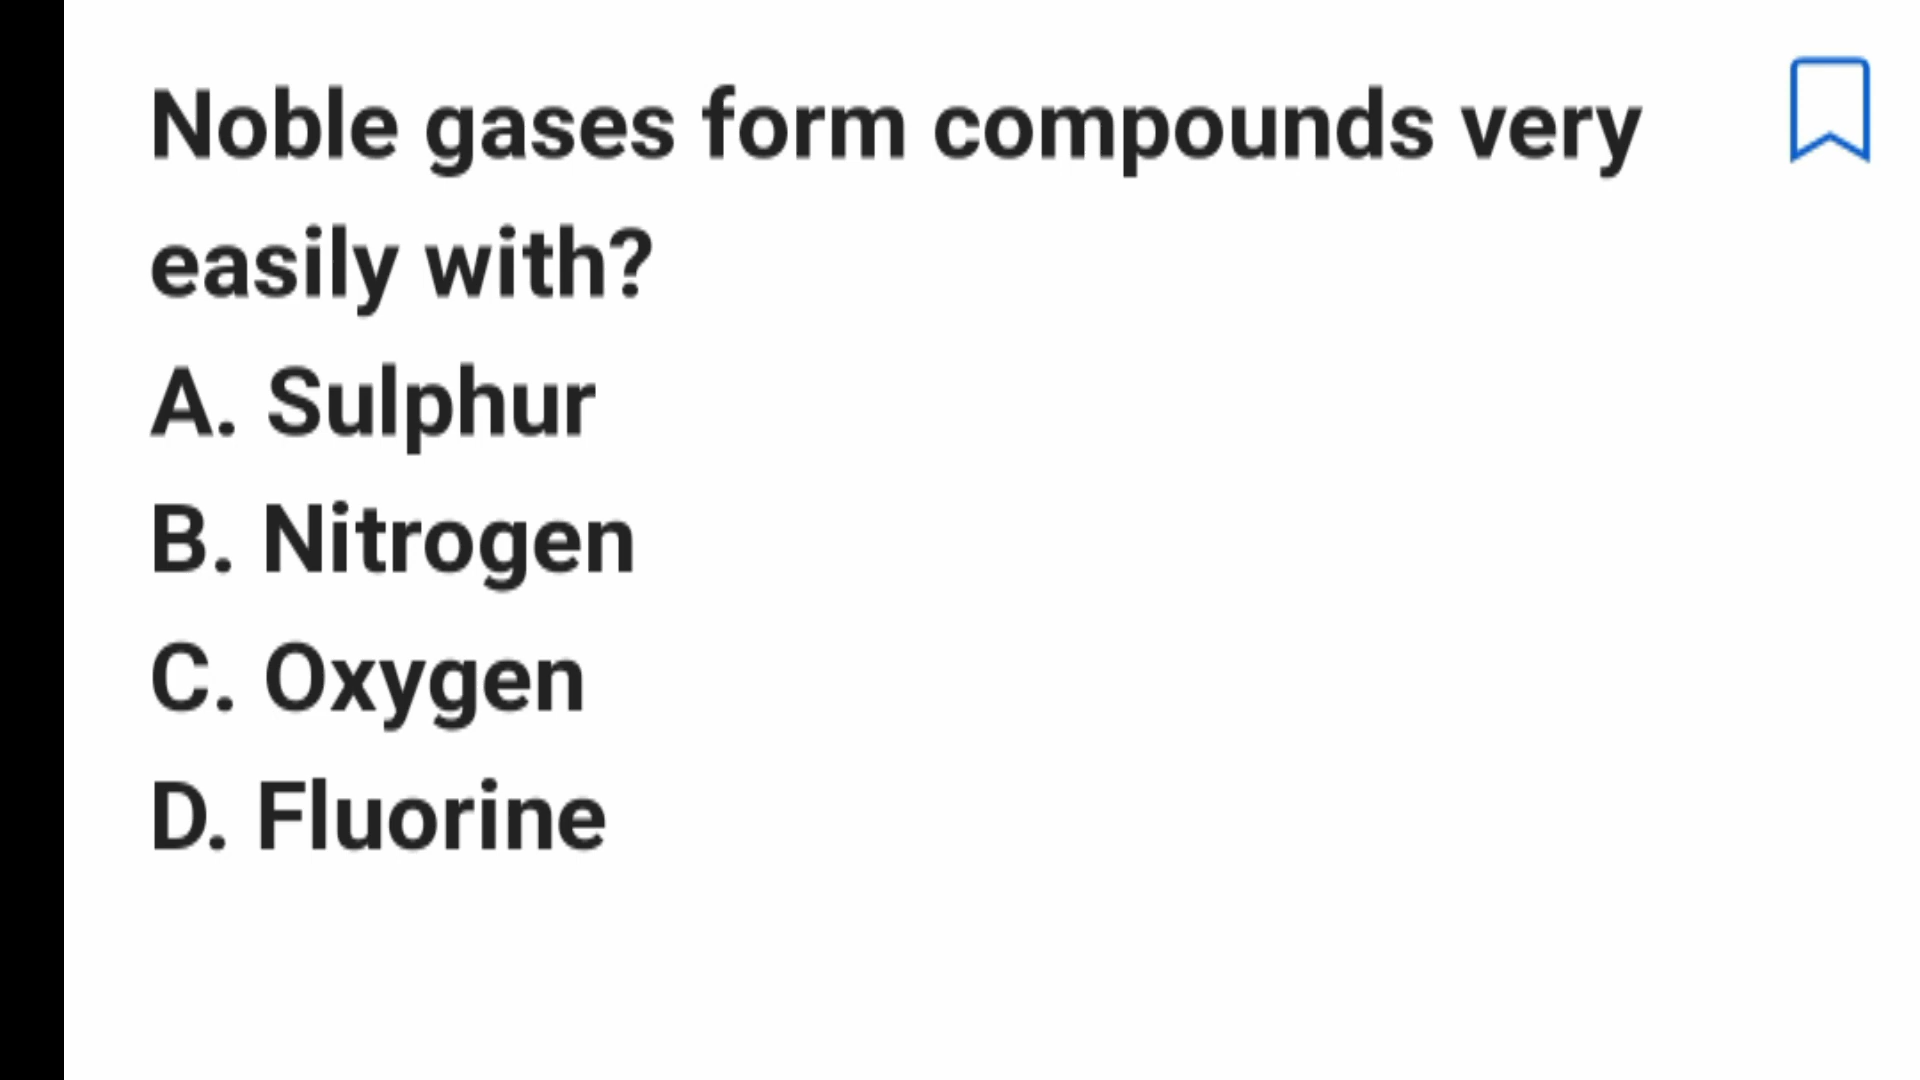 Noble gases form compounds very
easily with?
A. Sulphur
B. Nitrogen
C. Oxygen
D. Fluorine